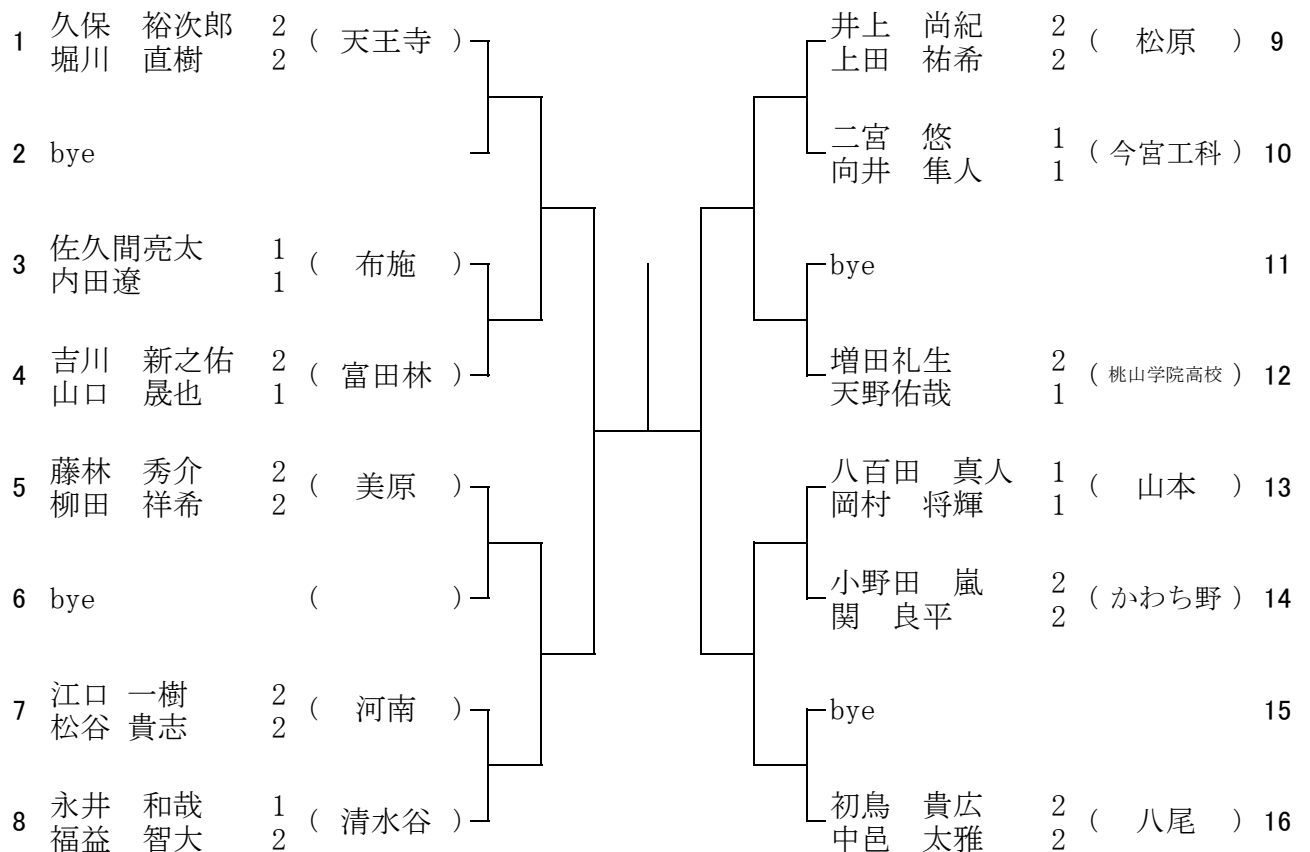 1 久保　裕次郎 2 ( 天王寺 )
堀川　直樹 2
2 bye
3 佐久間亮太 1 ( 布施 )
内田遼 1
4 吉川　新之佑 2 ( 富田林 )
山口　晟也 1
5 藤林　秀介 2 ( 美原 )
柳田　祥希 2
6 bye ( )
7 江口 一樹 2 ( 河南 )
松谷 貴志 2
8 永井　和哉 1 ( 清水谷 )
福益　智大 2
井上　尚紀 2 ( 松原 ) 9
上田　祐希 2
二宮　悠 1 ( 今宮工科 ) 10
向井　隼人 1
bye 11
増田礼生 2 ( 桃山学院高校 ) 12
天野佑哉 1
八百田　真人 1 ( 山本 ) 13
岡村　将輝 1
小野田　嵐 2 ( かわち野 ) 14
関　良平 2
bye 15
初鳥　貴広 2 ( 八尾 ) 16
中邑　太雅 2